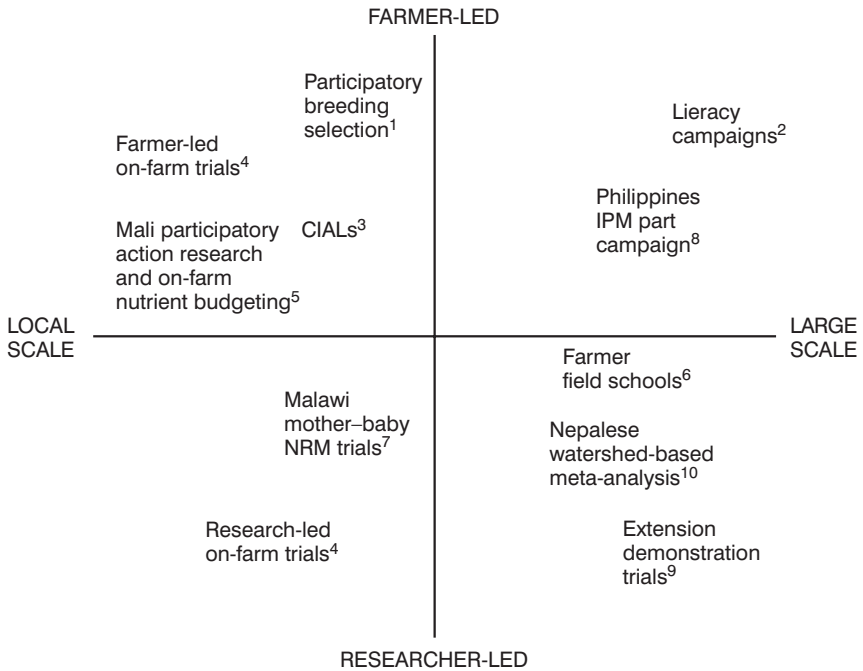 FARMER-LED
Participatory
breeding
selection¹
Lieracy
campaigns²
Farmer-led
on-farm trials⁴
Philippines
IPM part
campaign⁸
Mali participatory
action research
and on-farm
nutrient budgeting⁵
CIALs³
LOCAL
SCALE
LARGE
SCALE
Farmer
field schools⁶
Malawi
mother–baby
NRM trials⁷
Nepalese
watershed-based
meta-analysis¹⁰
Research-led
on-farm trials⁴
Extension
demonstration
trials⁹
RESEARCHER-LED